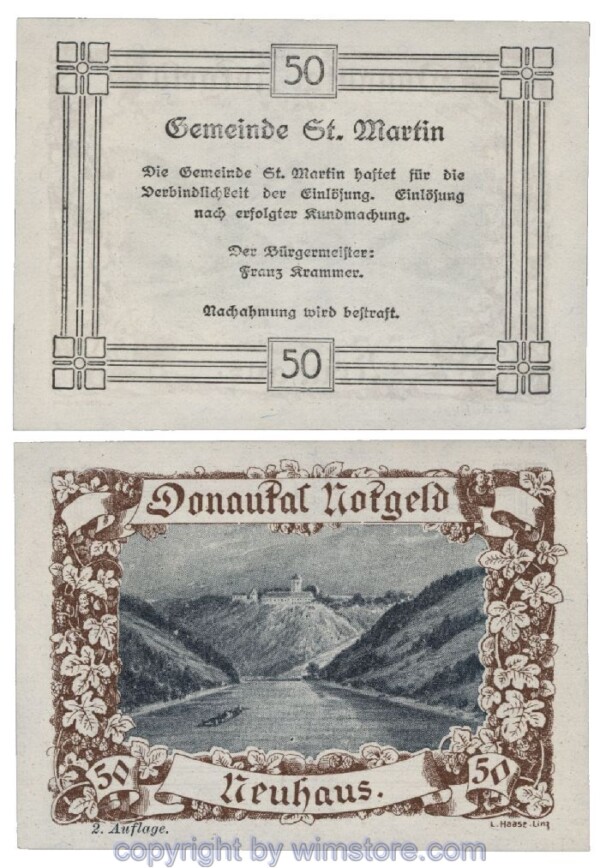 50
Gemeinde St. Martin
Die Gemeinde St. Martin haftet für die
Verbindlichkeit der Einlösung. Einlösung
nach erfolgter Kundmachung.
Der Bürgermeister:
Franz Krammer.
Nachahmung wird bestraft.
50
Donautal Notgeld
50
Neuhaus.
50
2. Auflage.
L. Haase-Linz
copyright by wimstore.com